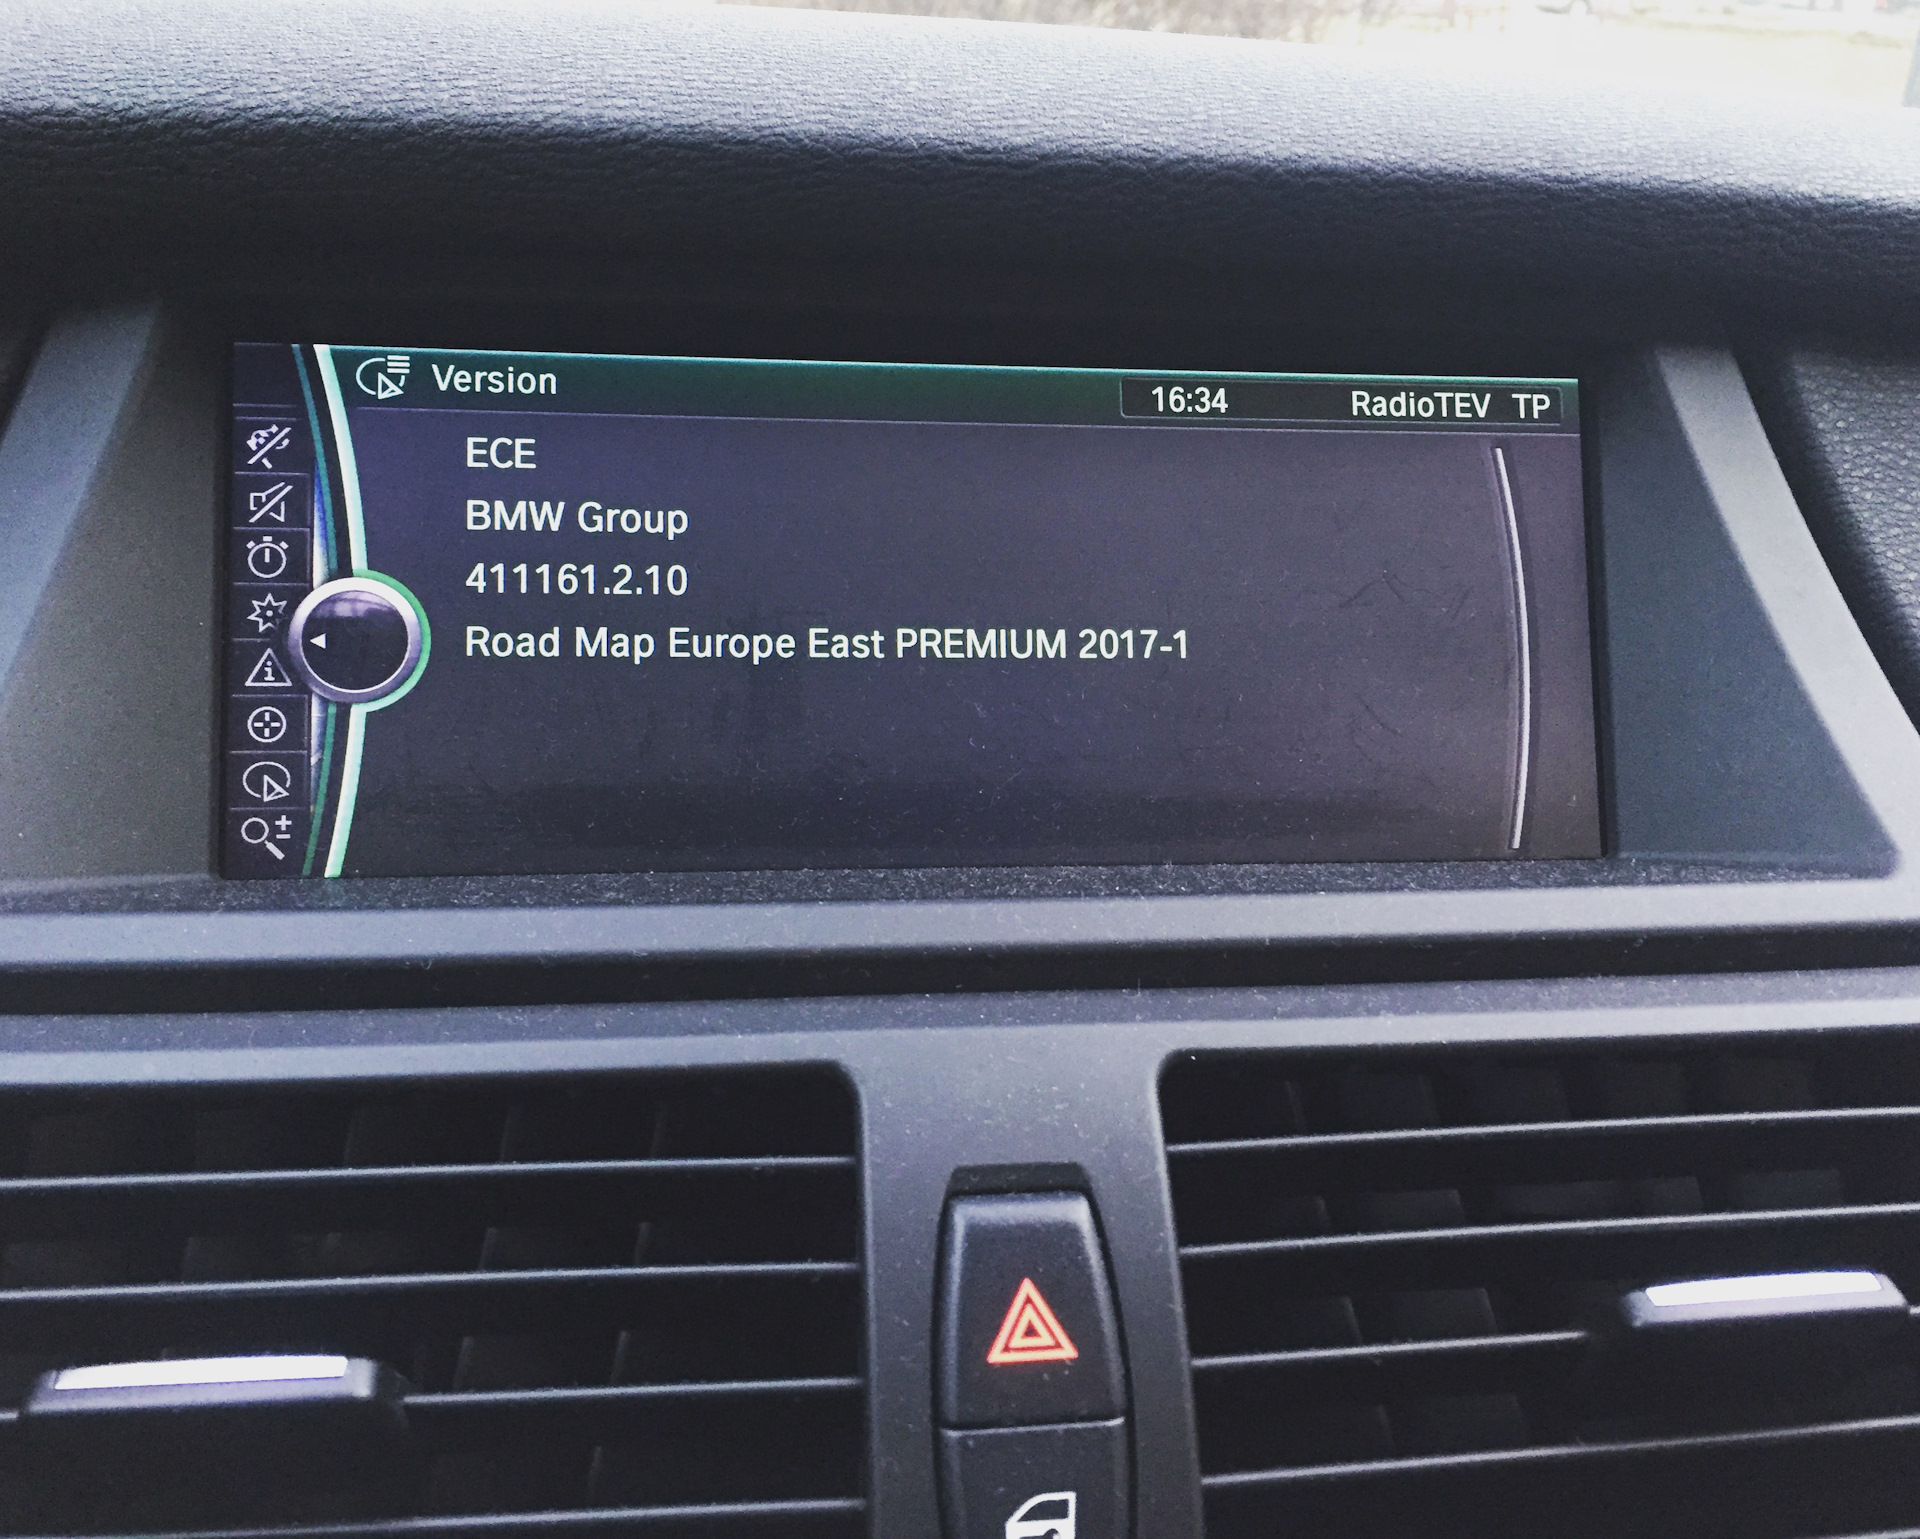 Version
16:34 RadioTEV TP
ECE
BMW Group
411161.2.10
Road Map Europe East PREMIUM 2017-1